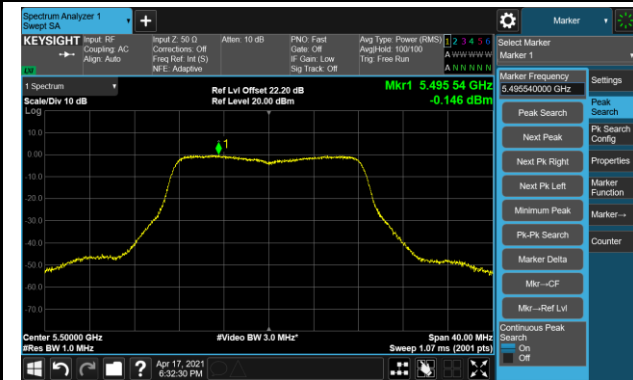 Spectrum Analyzer 1
Swept SA
Marker
KEYSIGHT
Input: RF
Coupling: AC
Align: Auto
Input Z: 50 Ω
Corrections: Off
Freq Ref: Int (S)
NFE: Adaptive
Atten: 10 dB
PNO: Fast
Gate: Off
IF Gain: Low
Sig Track: Off
Avg Type: Power (RMS)
Avg|Hold: 100/100
Trig: Free Run
1 2 3 4 5 6
A W W W W W
A N N N N N
Select Marker
Marker 1
1 Spectrum
Scale/Div 10 dB
Log
Ref Lvl Offset 22.20 dB
Ref Level 20.00 dBm
Mkr1 5.495 54 GHz
-0.146 dBm
10.0
0.00
-10.0
-20.0
-30.0
-40.0
-50.0
-60.0
-70.0
1
Center 5.50000 GHz
#Res BW 1.0 MHz
#Video BW 3.0 MHz*
Span 40.00 MHz
Sweep 1.07 ms (2001 pts)
Marker Frequency
5.495540000 GHz
Peak Search
Next Peak
Next Pk Right
Next Pk Left
Minimum Peak
Pk-Pk Search
Marker Delta
Mkr→CF
Mkr→Ref Lvl
Continuous Peak
Search
On
Off
Settings
Peak
Search
Pk Search
Config
Properties
Marker
Function
Marker→
Counter
Apr 17, 2021
6:32:30 PM